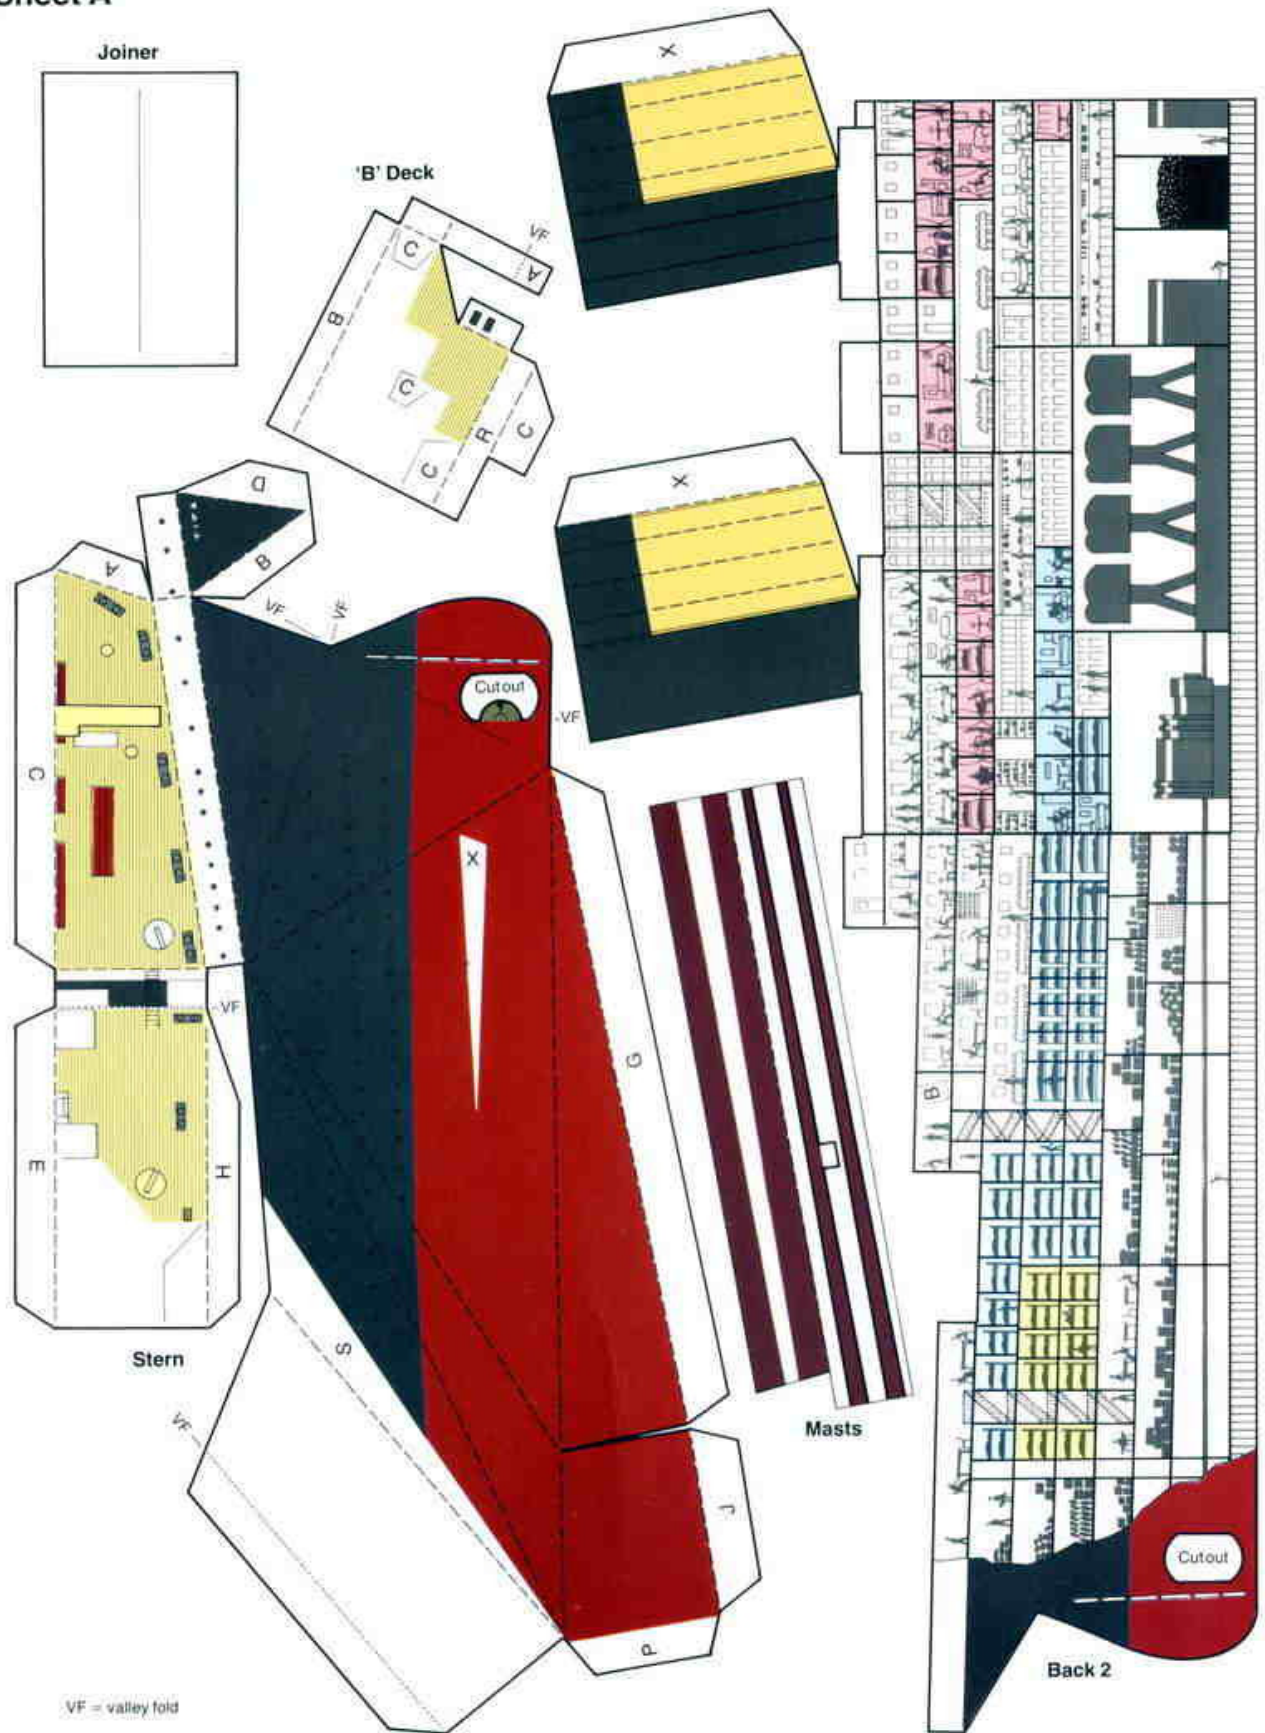 Sheet A
Joiner
'B' Deck
VF
A
C
B
C
C
R
C
X
X
D
B
A
VF
VF
Cutout
VF
C
X
VF
G
B
E
H
Stern
S
VF
Masts
J
P
Cutout
Back 2
VF = valley fold